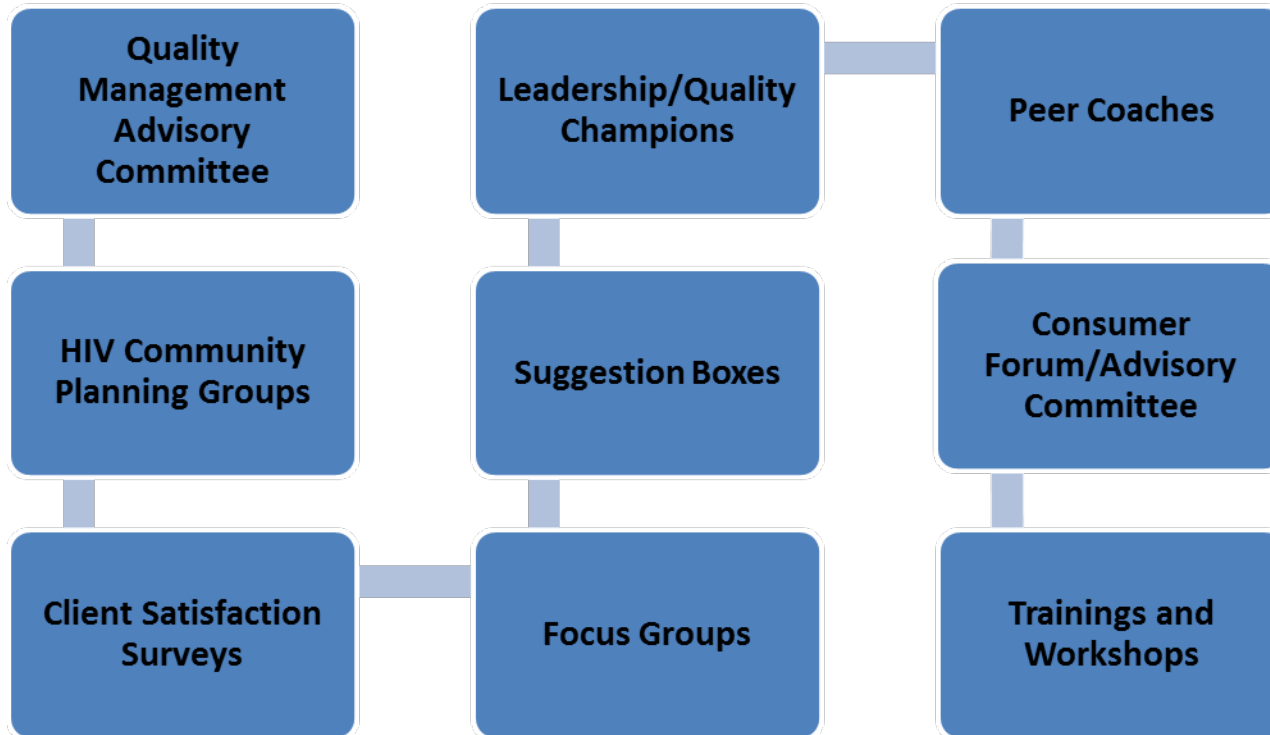 Quality
Management
Advisory
Committee
HIV Community
Planning Groups
Client Satisfaction
Surveys
Focus Groups
Suggestion Boxes
Leadership/Quality
Champions
Peer Coaches
Consumer
Forum/Advisory
Committee
Trainings and
Workshops